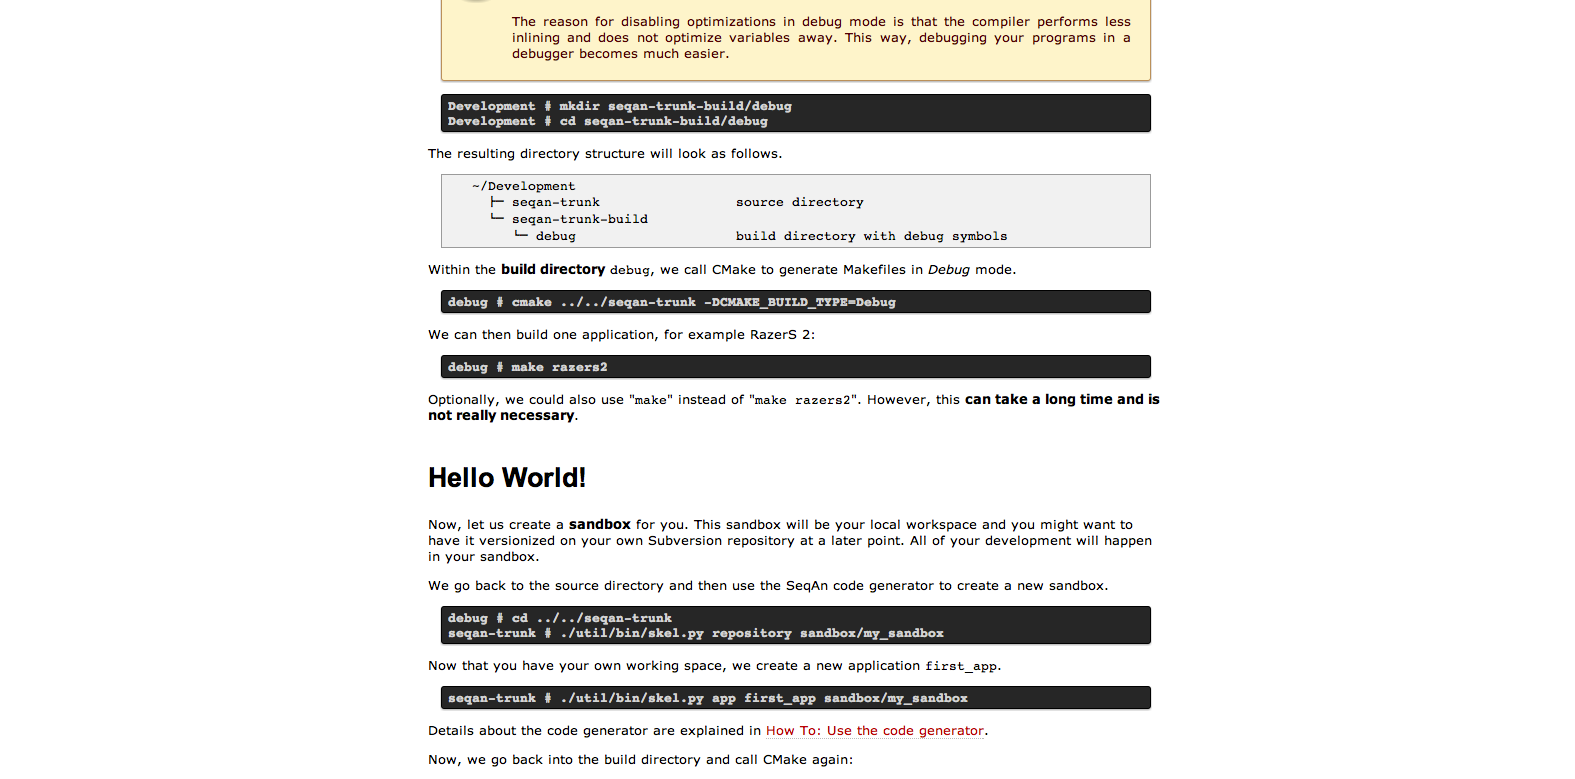 The reason for disabling optimizations in debug mode is that the compiler performs less
inlining and does not optimize variables away. This way, debugging your programs in a
debugger becomes much easier.
Development # mkdir seqan-trunk-build/debug
Development # cd seqan-trunk-build/debug
The resulting directory structure will look as follows.
~/Development
├─ seqan-trunk source directory
└─ seqan-trunk-build
└─ debug build directory with debug symbols
Within the build directory debug, we call CMake to generate Makefiles in Debug mode.
debug # cmake ../../seqan-trunk -DCMAKE_BUILD_TYPE=Debug
We can then build one application, for example RazerS 2:
debug # make razers2
Optionally, we could also use "make" instead of "make razers2". However, this can take a long time and is
not really necessary.
Hello World!
Now, let us create a sandbox for you. This sandbox will be your local workspace and you might want to
have it versionized on your own Subversion repository at a later point. All of your development will happen
in your sandbox.
We go back to the source directory and then use the SeqAn code generator to create a new sandbox.
debug # cd ../../seqan-trunk
seqan-trunk # ./util/bin/skel.py repository sandbox/my_sandbox
Now that you have your own working space, we create a new application first_app.
seqan-trunk # ./util/bin/skel.py app first_app sandbox/my_sandbox
Details about the code generator are explained in How To: Use the code generator.
Now, we go back into the build directory and call CMake again: